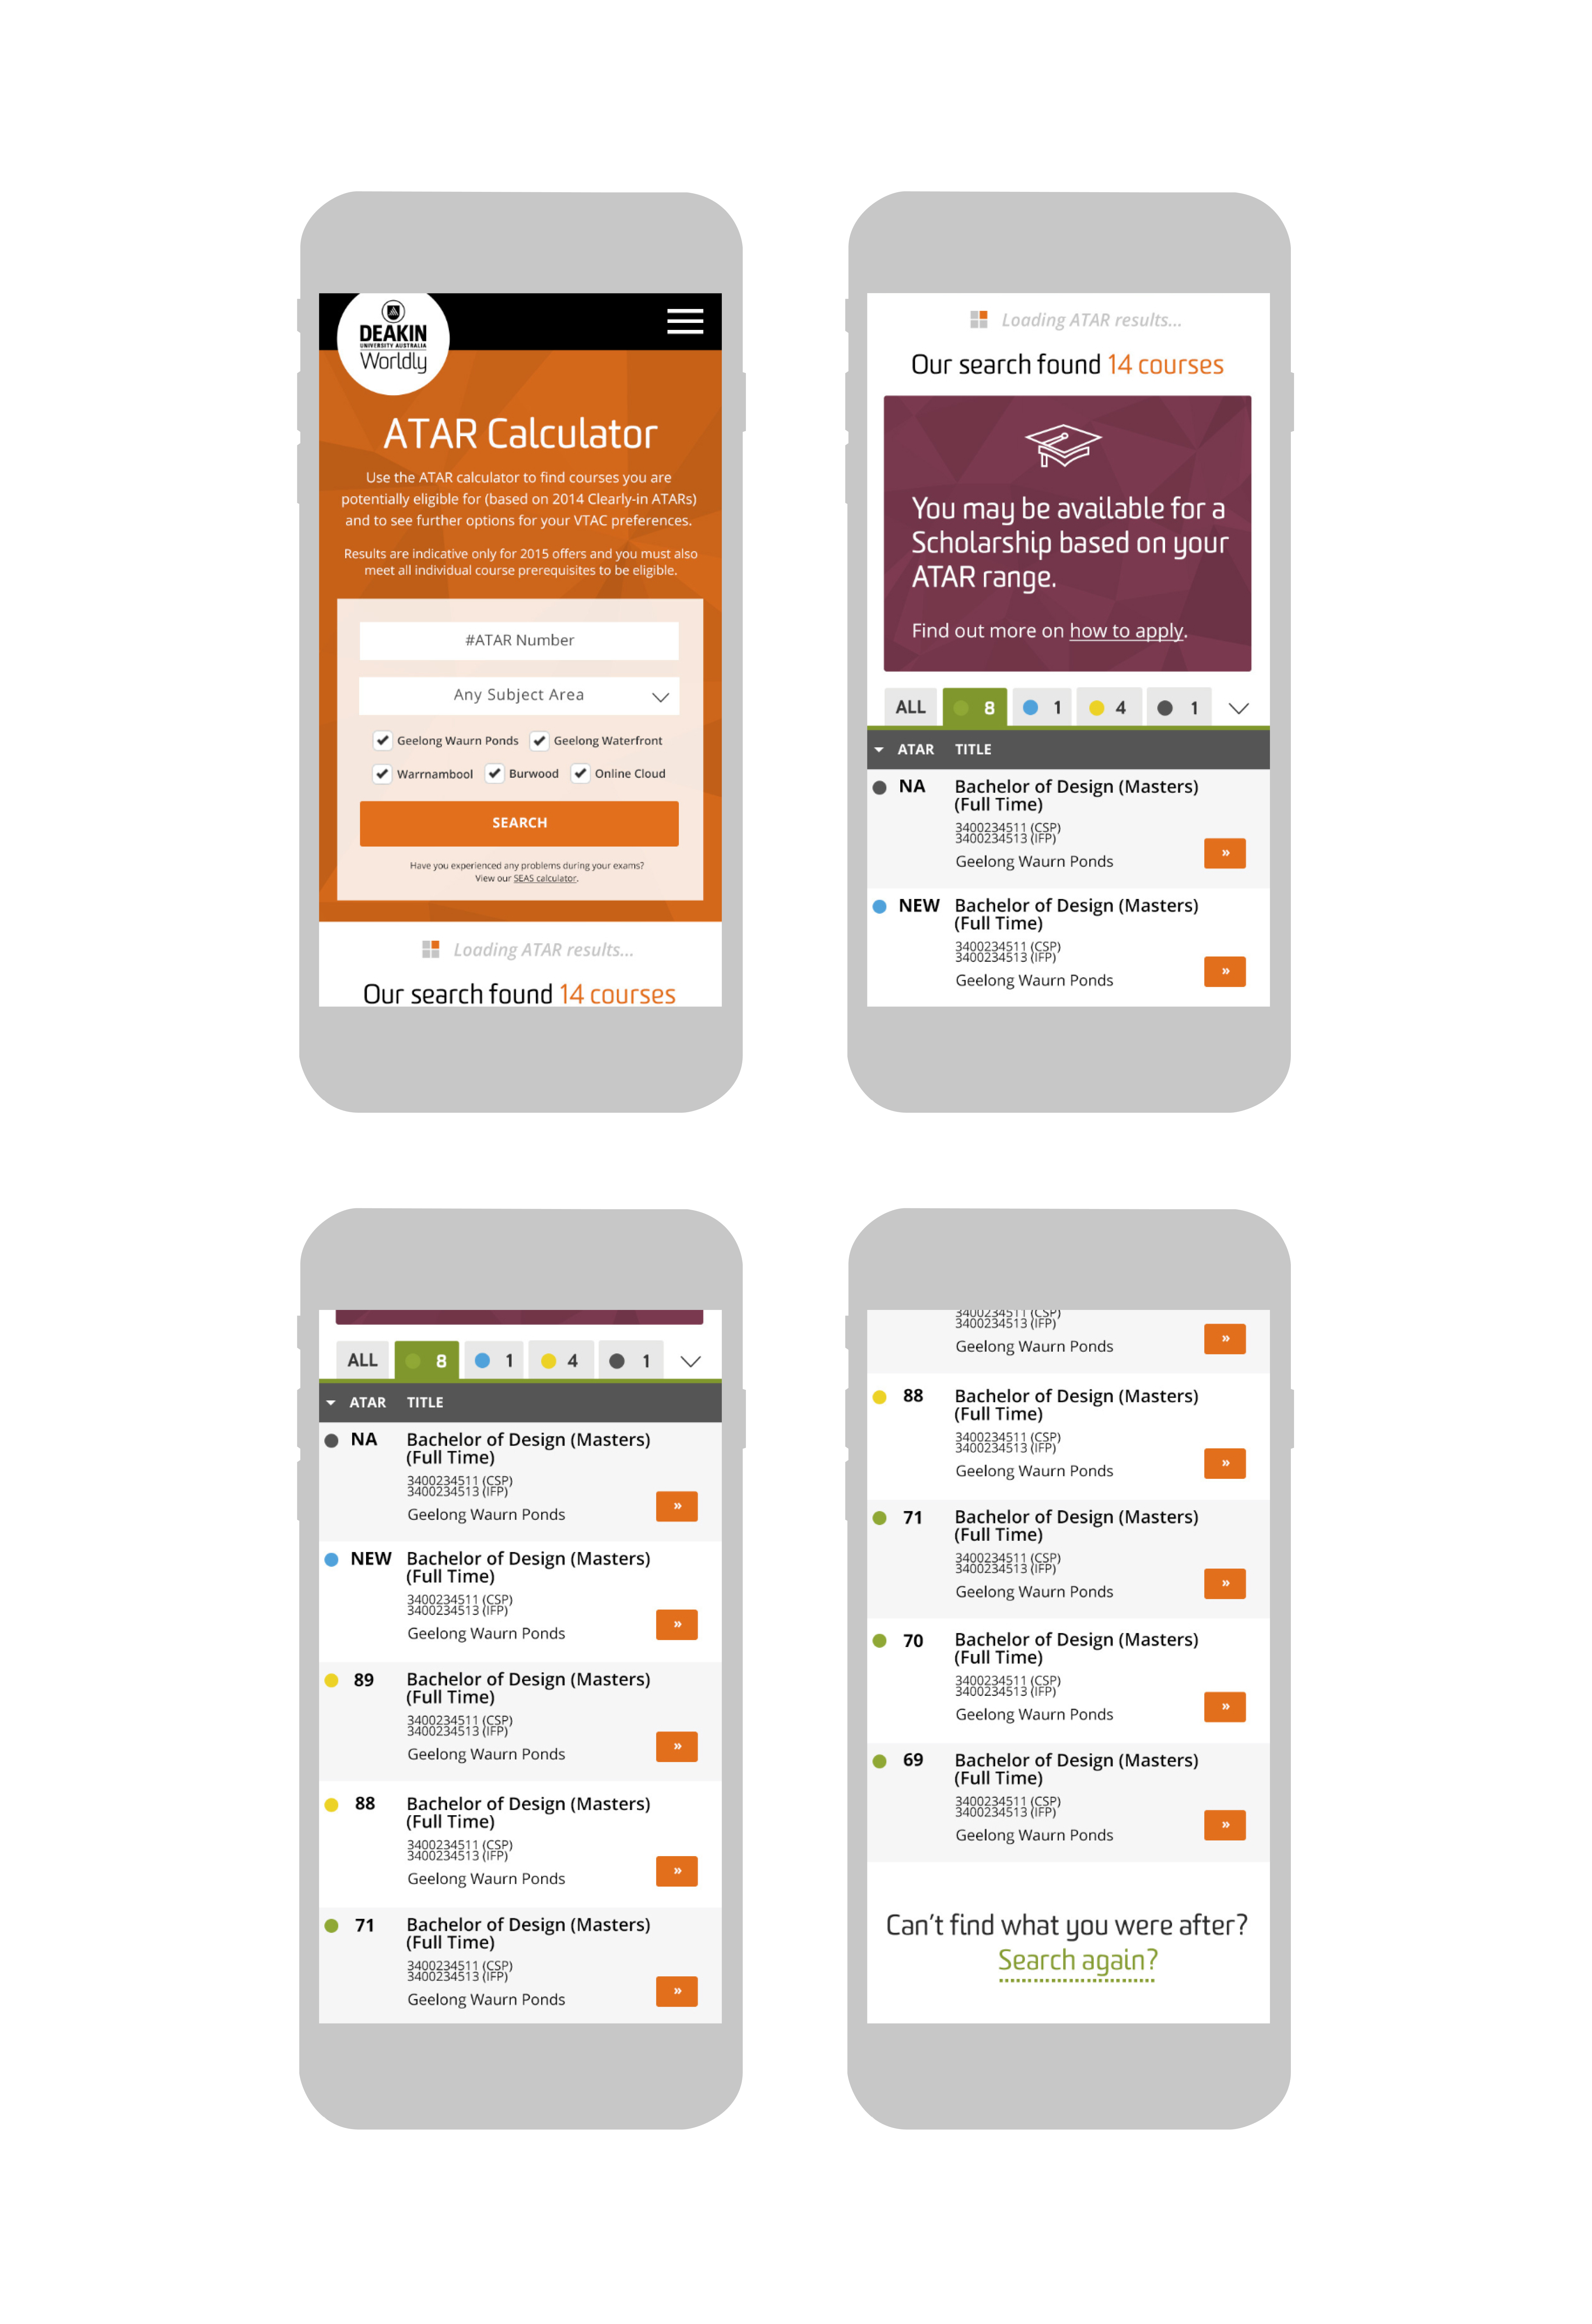 DEAKIN
UNIVERSITY AUSTRALIA
Worldly
ATAR Calculator
Use the ATAR calculator to find courses you are
potentially eligible for (based on 2014 Clearly-in ATARs)
and to see further options for your VTAC preferences.
Results are indicative only for 2015 offers and you must also
meet all individual course prerequisites to be eligible.
#ATAR Number
Any Subject Area
Geelong Waurn Ponds Geelong Waterfront
Warrnambool Burwood Online Cloud
SEARCH
Have you experienced any problems during your exams?
View our SEAS calculator.
Loading ATAR results...
Our search found 14 courses
Loading ATAR results...
Our search found 14 courses
You may be available for a
Scholarship based on your
ATAR range.
Find out more on how to apply.
ALL 8 1 4 1
ATAR TITLE
NA Bachelor of Design (Masters)
(Full Time)
3400234511 (CSP)
3400234513 (IFP)
Geelong Waurn Ponds »
NEW Bachelor of Design (Masters)
(Full Time)
3400234511 (CSP)
3400234513 (IFP)
Geelong Waurn Ponds »
ALL 8 1 4 1
ATAR TITLE
NA Bachelor of Design (Masters)
(Full Time)
3400234511 (CSP)
3400234513 (IFP)
Geelong Waurn Ponds »
NEW Bachelor of Design (Masters)
(Full Time)
3400234511 (CSP)
3400234513 (IFP)
Geelong Waurn Ponds »
89 Bachelor of Design (Masters)
(Full Time)
3400234511 (CSP)
3400234513 (IFP)
Geelong Waurn Ponds »
88 Bachelor of Design (Masters)
(Full Time)
3400234511 (CSP)
3400234513 (IFP)
Geelong Waurn Ponds »
71 Bachelor of Design (Masters)
(Full Time)
3400234511 (CSP)
3400234513 (IFP)
Geelong Waurn Ponds »
3400234511 (CSP)
3400234513 (IFP)
Geelong Waurn Ponds »
88 Bachelor of Design (Masters)
(Full Time)
3400234511 (CSP)
3400234513 (IFP)
Geelong Waurn Ponds »
71 Bachelor of Design (Masters)
(Full Time)
3400234511 (CSP)
3400234513 (IFP)
Geelong Waurn Ponds »
70 Bachelor of Design (Masters)
(Full Time)
3400234511 (CSP)
3400234513 (IFP)
Geelong Waurn Ponds »
69 Bachelor of Design (Masters)
(Full Time)
3400234511 (CSP)
3400234513 (IFP)
Geelong Waurn Ponds »
Can't find what you were after?
Search again?